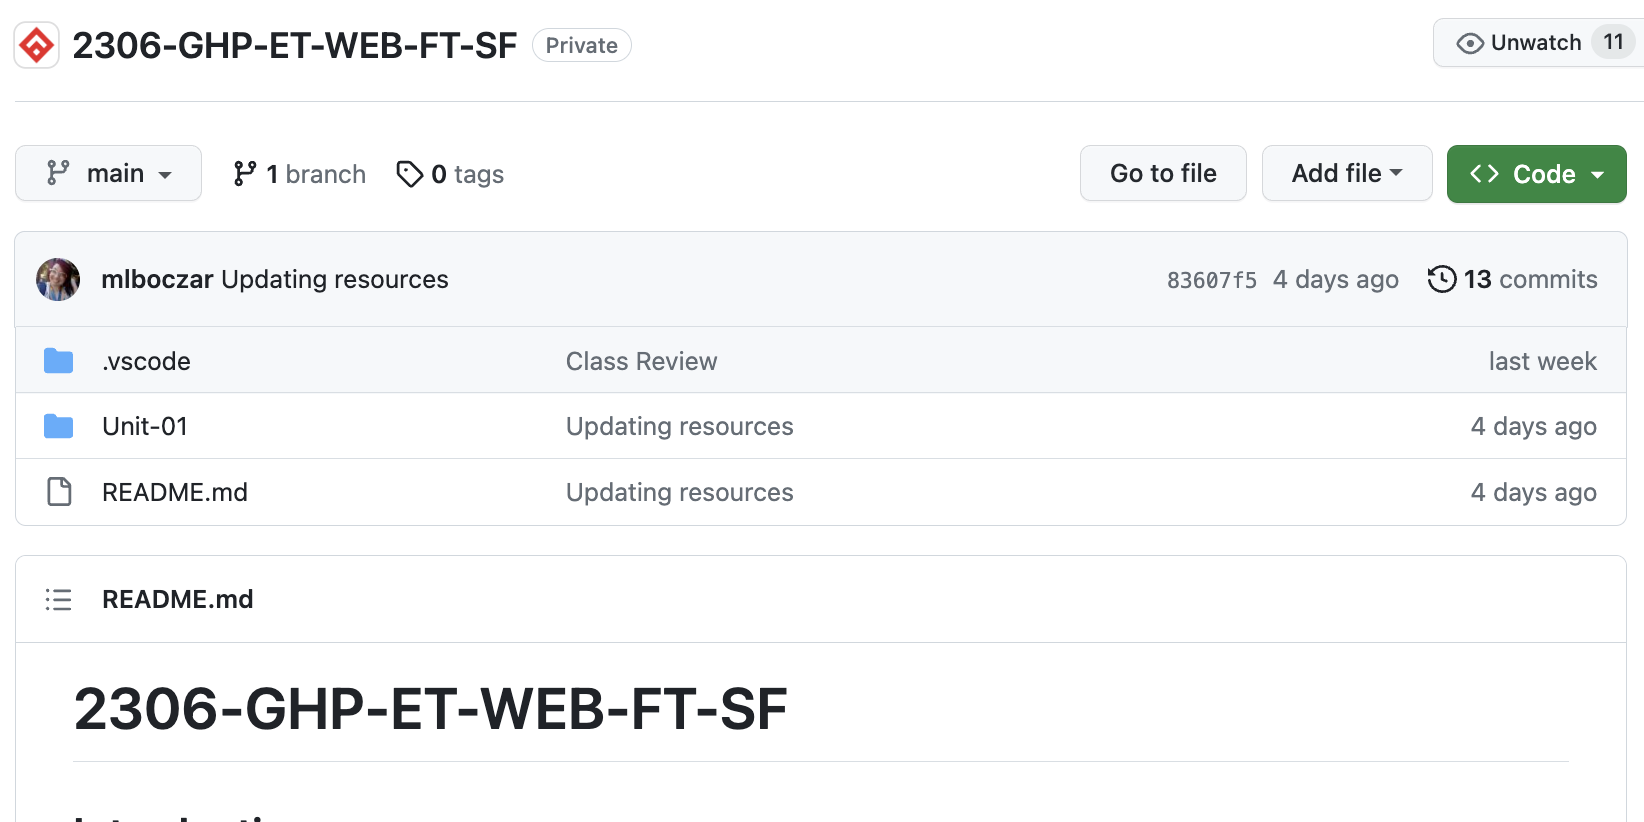 2306-GHP-ET-WEB-FT-SF Private Unwatch 11
main 1 branch 0 tags Go to file Add file <> Code
mlboczar Updating resources 83607f5 4 days ago 13 commits
.vscode Class Review last week
Unit-01 Updating resources 4 days ago
README.md Updating resources 4 days ago
README.md
2306-GHP-ET-WEB-FT-SF